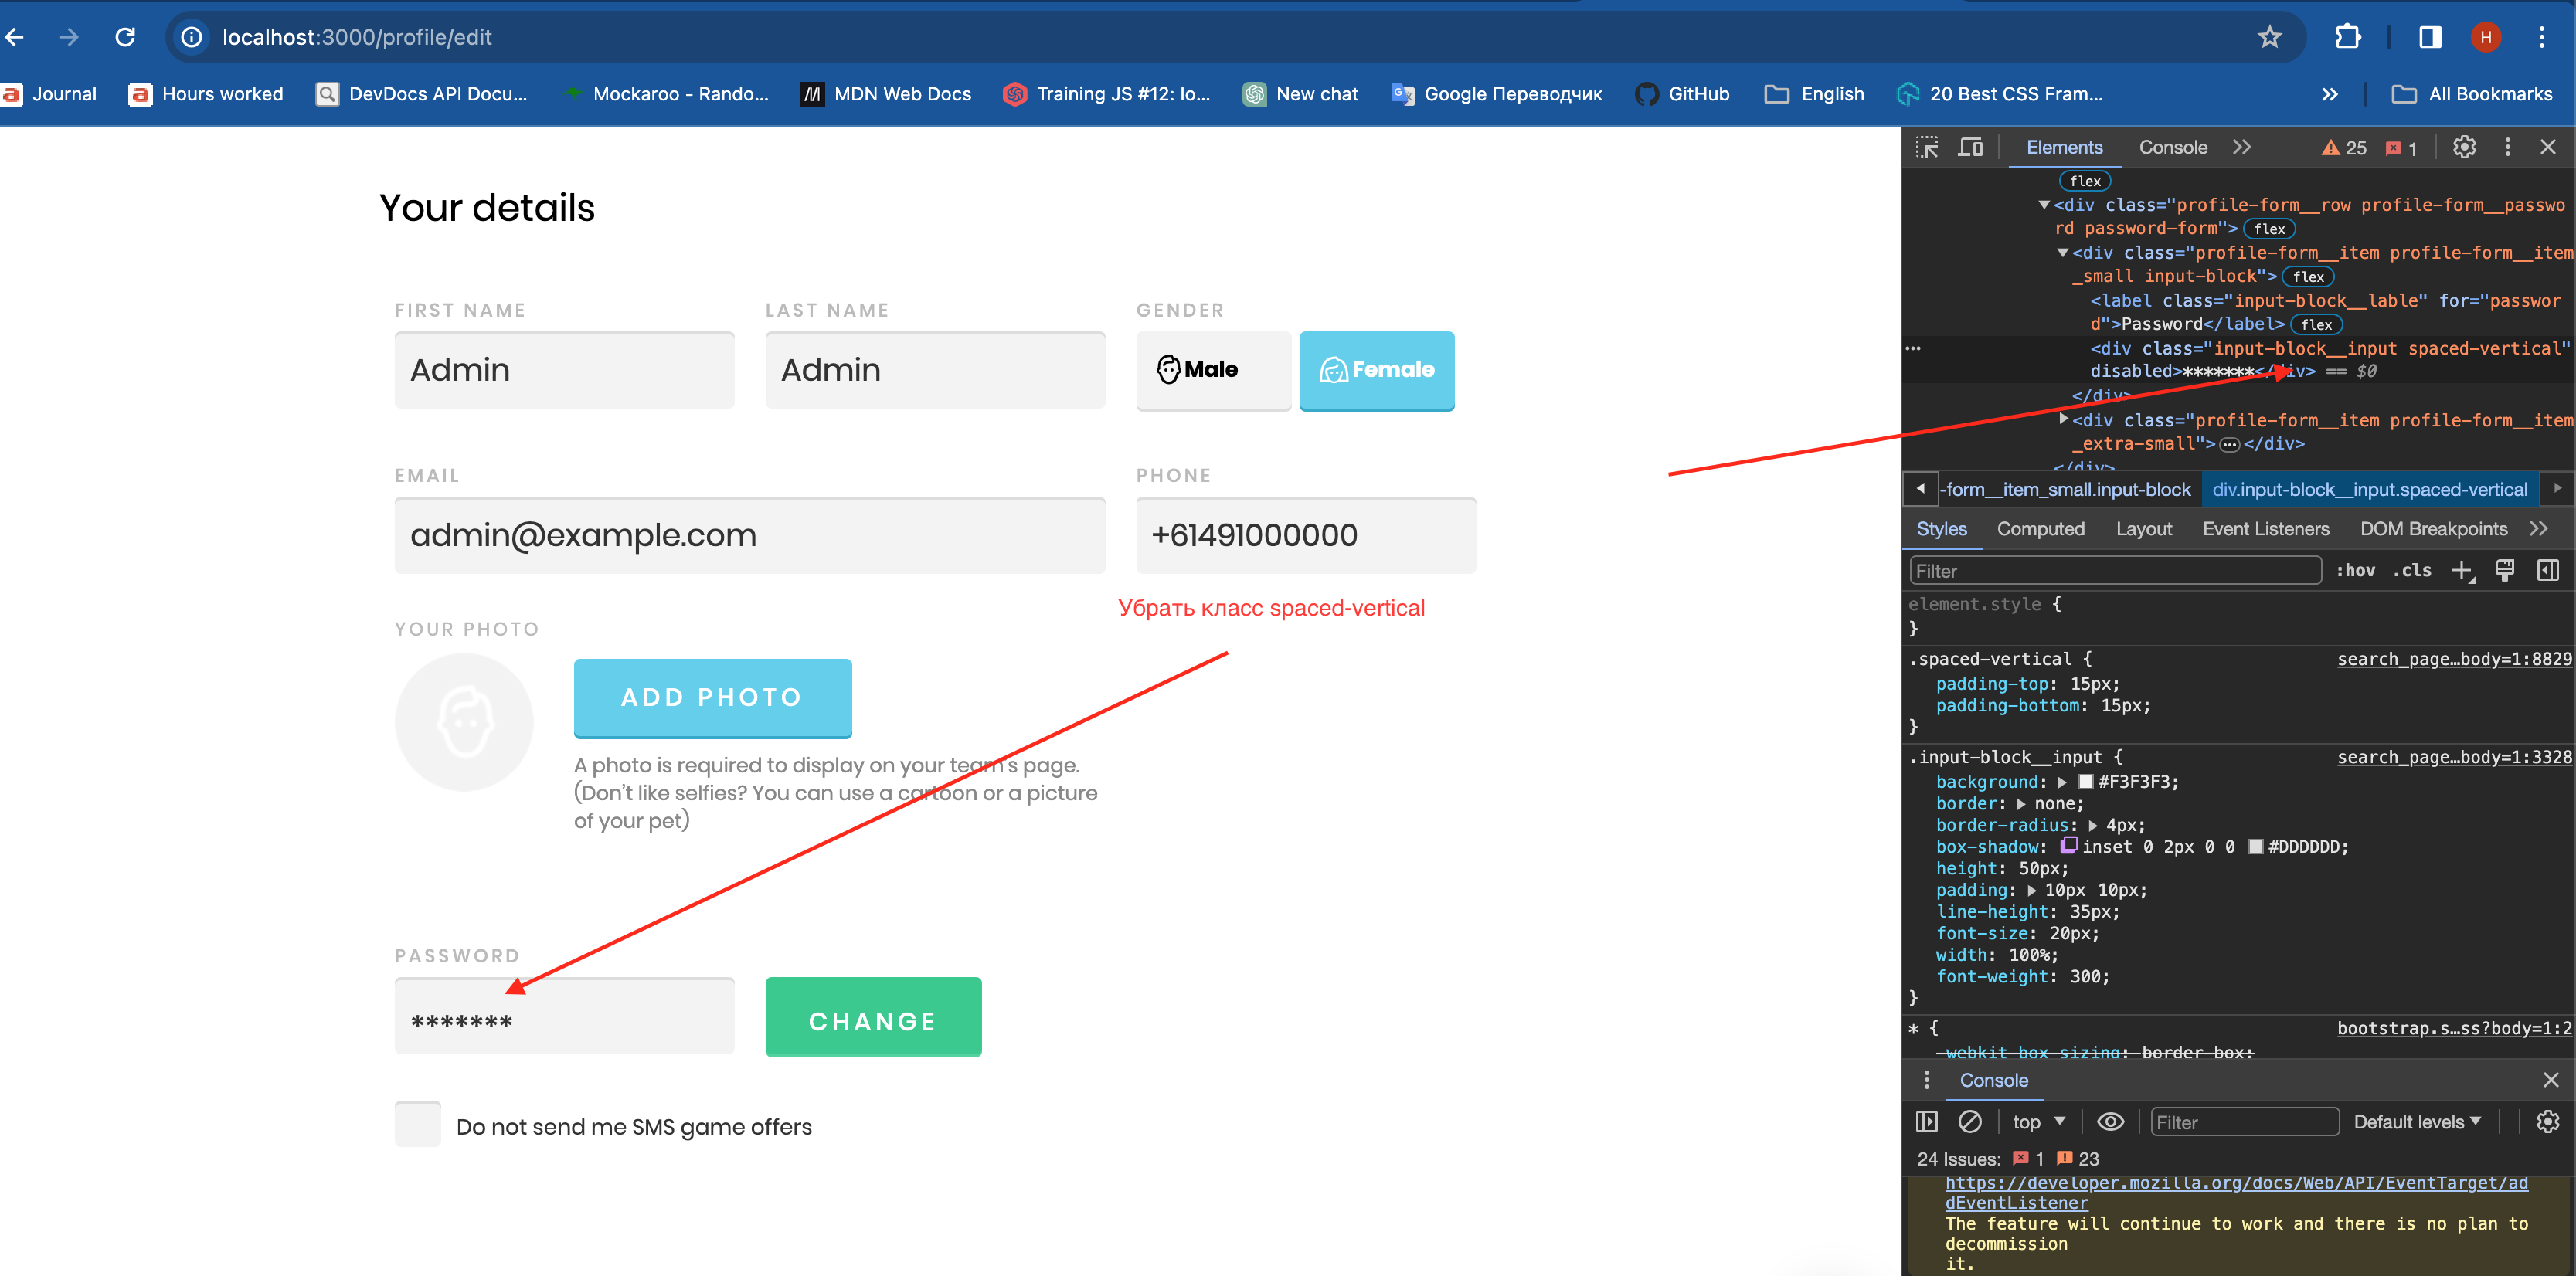 localhost:3000/profile/edit
H
Journal
Hours worked
DevDocs API Docu...
Mockaroo - Rando...
MDN Web Docs
Training JS #12: lo...
New chat
Google Переводчик
GitHub
English
20 Best CSS Fram...
All Bookmarks
Your details
FIRST NAME
LAST NAME
GENDER
Admin
Admin
Male
Female
EMAIL
PHONE
admin@example.com
+61491000000
Убрать класс spaced-vertical
YOUR PHOTO
ADD PHOTO
A photo is required to display on your team's page.
(Don't like selfies? You can use a cartoon or a picture
of your pet)
PASSWORD
*******
CHANGE
Do not send me SMS game offers
Elements
Console
25
1
flex
<div class="profile-form__row profile-form__passwo
rd password-form"> flex
<div class="profile-form__item profile-form__item
_small input-block"> flex
<label class="input-block__lable" for="passwor
d">Password</label> flex
<div class="input-block__input spaced-vertical"
disabled>*******</div> == $0
</div>
<div class="profile-form__item profile-form__item
_extra-small">…</div>
</div>
-form__item_small.input-block
div.input-block__input.spaced-vertical
Styles
Computed
Layout
Event Listeners
DOM Breakpoints
Filter
:hov
.cls
element.style {
}
.spaced-vertical {
search_page…body=1:8829
padding-top: 15px;
padding-bottom: 15px;
}
.input-block__input {
search_page…body=1:3328
background: #F3F3F3;
border: none;
border-radius: 4px;
box-shadow: inset 0 2px 0 0 #DDDDDD;
height: 50px;
padding: 10px 10px;
line-height: 35px;
font-size: 20px;
width: 100%;
font-weight: 300;
}
* {
bootstrap.s…ss?body=1:2
-webkit-box-sizing: border-box;
Console
top
Filter
Default levels
24 Issues:
1
23
https://developer.mozilla.org/docs/Web/API/EventTarget/ad
dEventListener
The feature will continue to work and there is no plan to
decommission
it.